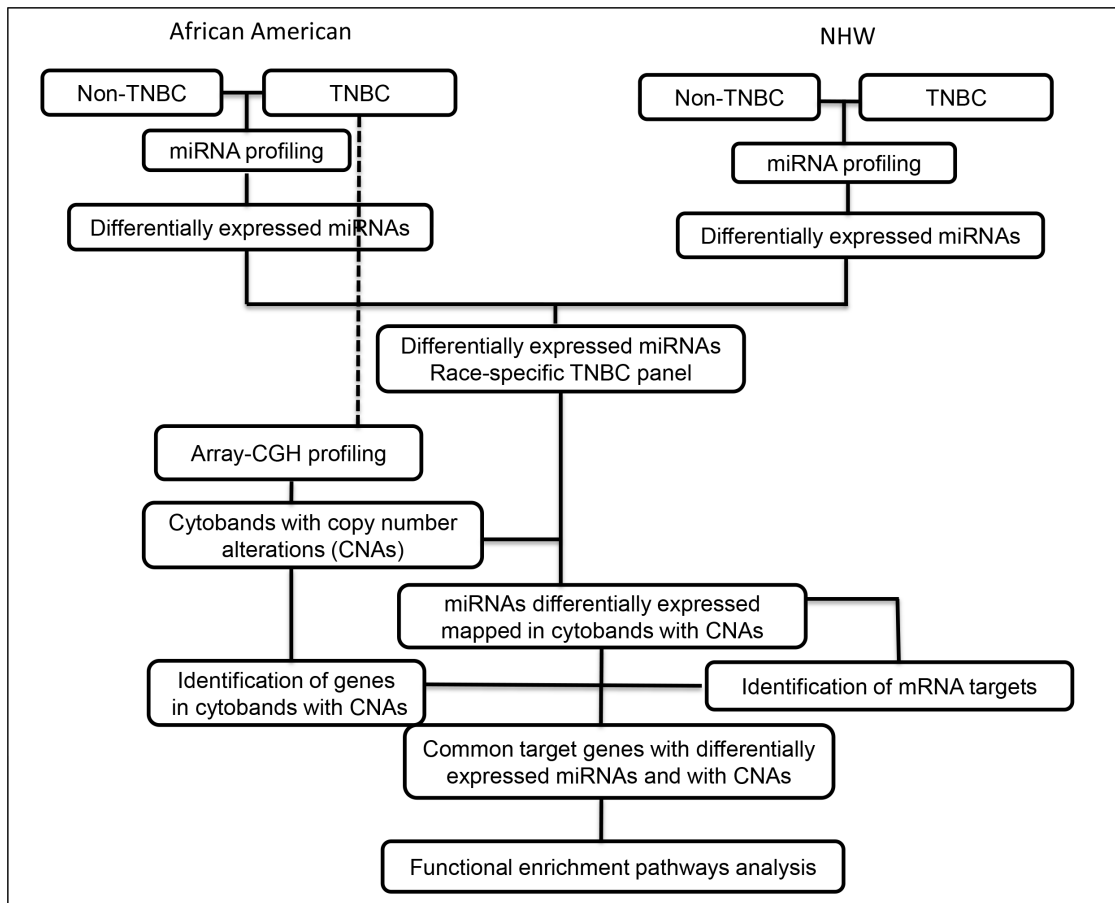 African American
NHW
Non-TNBC
TNBC
Non-TNBC
TNBC
miRNA profiling
miRNA profiling
Differentially expressed miRNAs
Differentially expressed miRNAs
Differentially expressed miRNAs
Race-specific TNBC panel
Array-CGH profiling
Cytobands with copy number
alterations (CNAs)
miRNAs differentially expressed
mapped in cytobands with CNAs
Identification of genes
in cytobands with CNAs
Identification of mRNA targets
Common target genes with differentially
expressed miRNAs and with CNAs
Functional enrichment pathways analysis